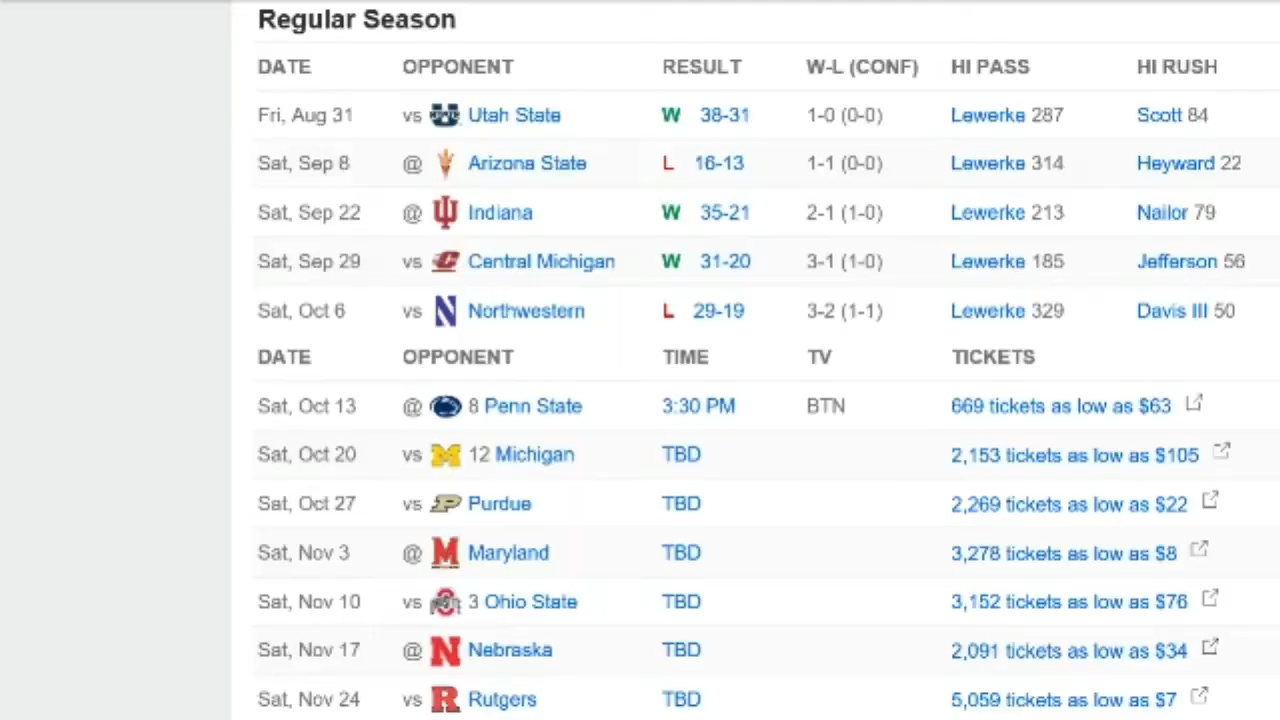 Regular Season
DATE OPPONENT RESULT W-L (CONF) HI PASS HI RUSH
Fri, Aug 31 vs Utah State W 38-31 1-0 (0-0) Lewerke 287 Scott 84
Sat, Sep 8 @ Arizona State L 16-13 1-1 (0-0) Lewerke 314 Heyward 22
Sat, Sep 22 @ Indiana W 35-21 2-1 (1-0) Lewerke 213 Nailor 79
Sat, Sep 29 vs Central Michigan W 31-20 3-1 (1-0) Lewerke 185 Jefferson 56
Sat, Oct 6 vs Northwestern L 29-19 3-2 (1-1) Lewerke 329 Davis III 50
DATE OPPONENT TIME TV TICKETS
Sat, Oct 13 @ 8 Penn State 3:30 PM BTN 669 tickets as low as $63
Sat, Oct 20 vs 12 Michigan TBD 2,153 tickets as low as $105
Sat, Oct 27 vs Purdue TBD 2,269 tickets as low as $22
Sat, Nov 3 @ Maryland TBD 3,278 tickets as low as $8
Sat, Nov 10 vs 3 Ohio State TBD 3,152 tickets as low as $76
Sat, Nov 17 @ Nebraska TBD 2,091 tickets as low as $34
Sat, Nov 24 vs Rutgers TBD 5,059 tickets as low as $7